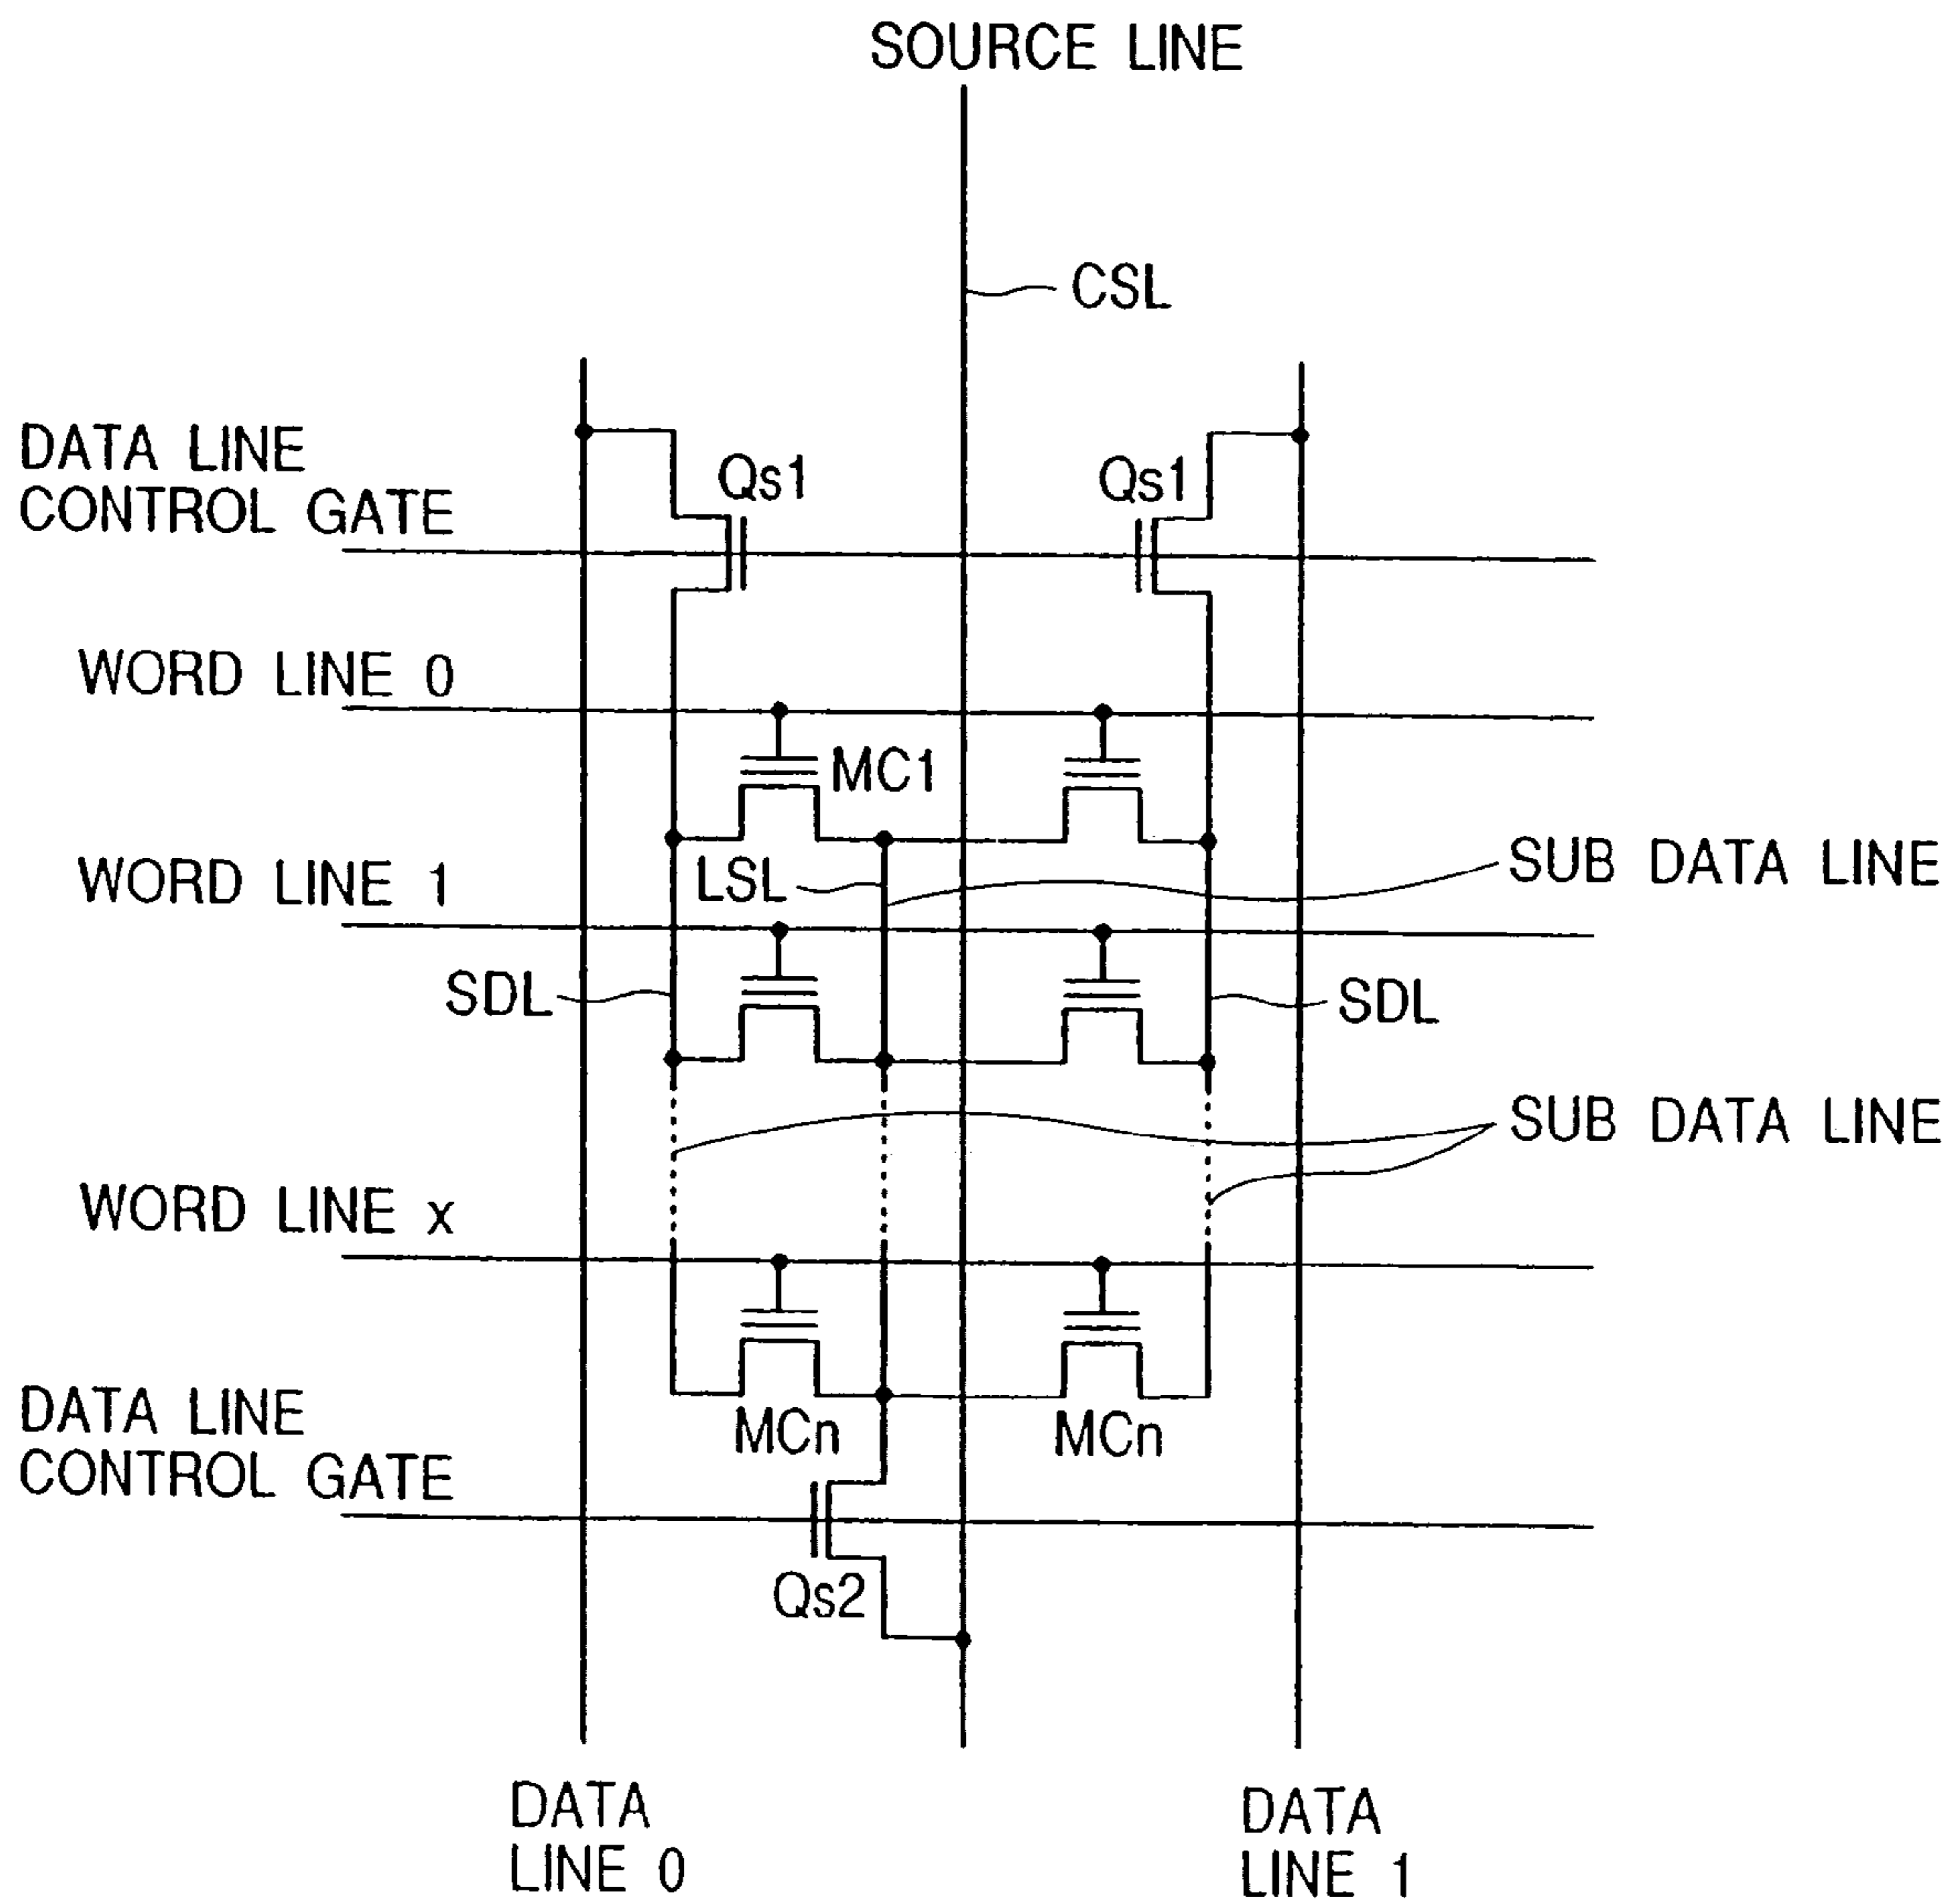 SOURCE LINE
CSL
DATA LINE
CONTROL GATE
Qs1
Qs1
WORD LINE 0
MC1
WORD LINE 1
LSL
SUB DATA LINE
SDL
SDL
SUB DATA LINE
WORD LINE x
DATA LINE
CONTROL GATE
MCn
MCn
Qs2
DATA
LINE 0
DATA
LINE 1